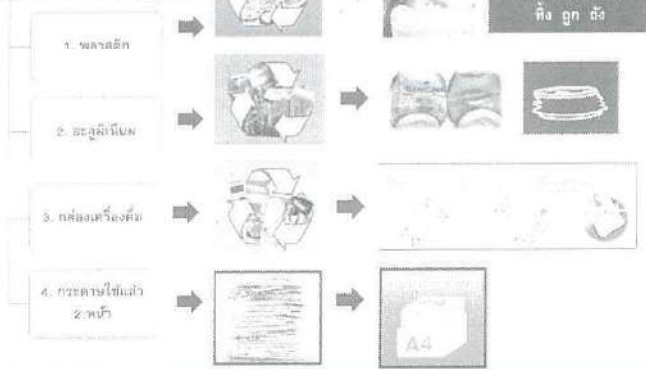 ทิ้ง ถูก ถัง
1. พลาสติก
2. อะลูมิเนียม
3. กล่องเครื่องดื่ม
4. กระดาษใช้แล้ว
2 หน้า
A4